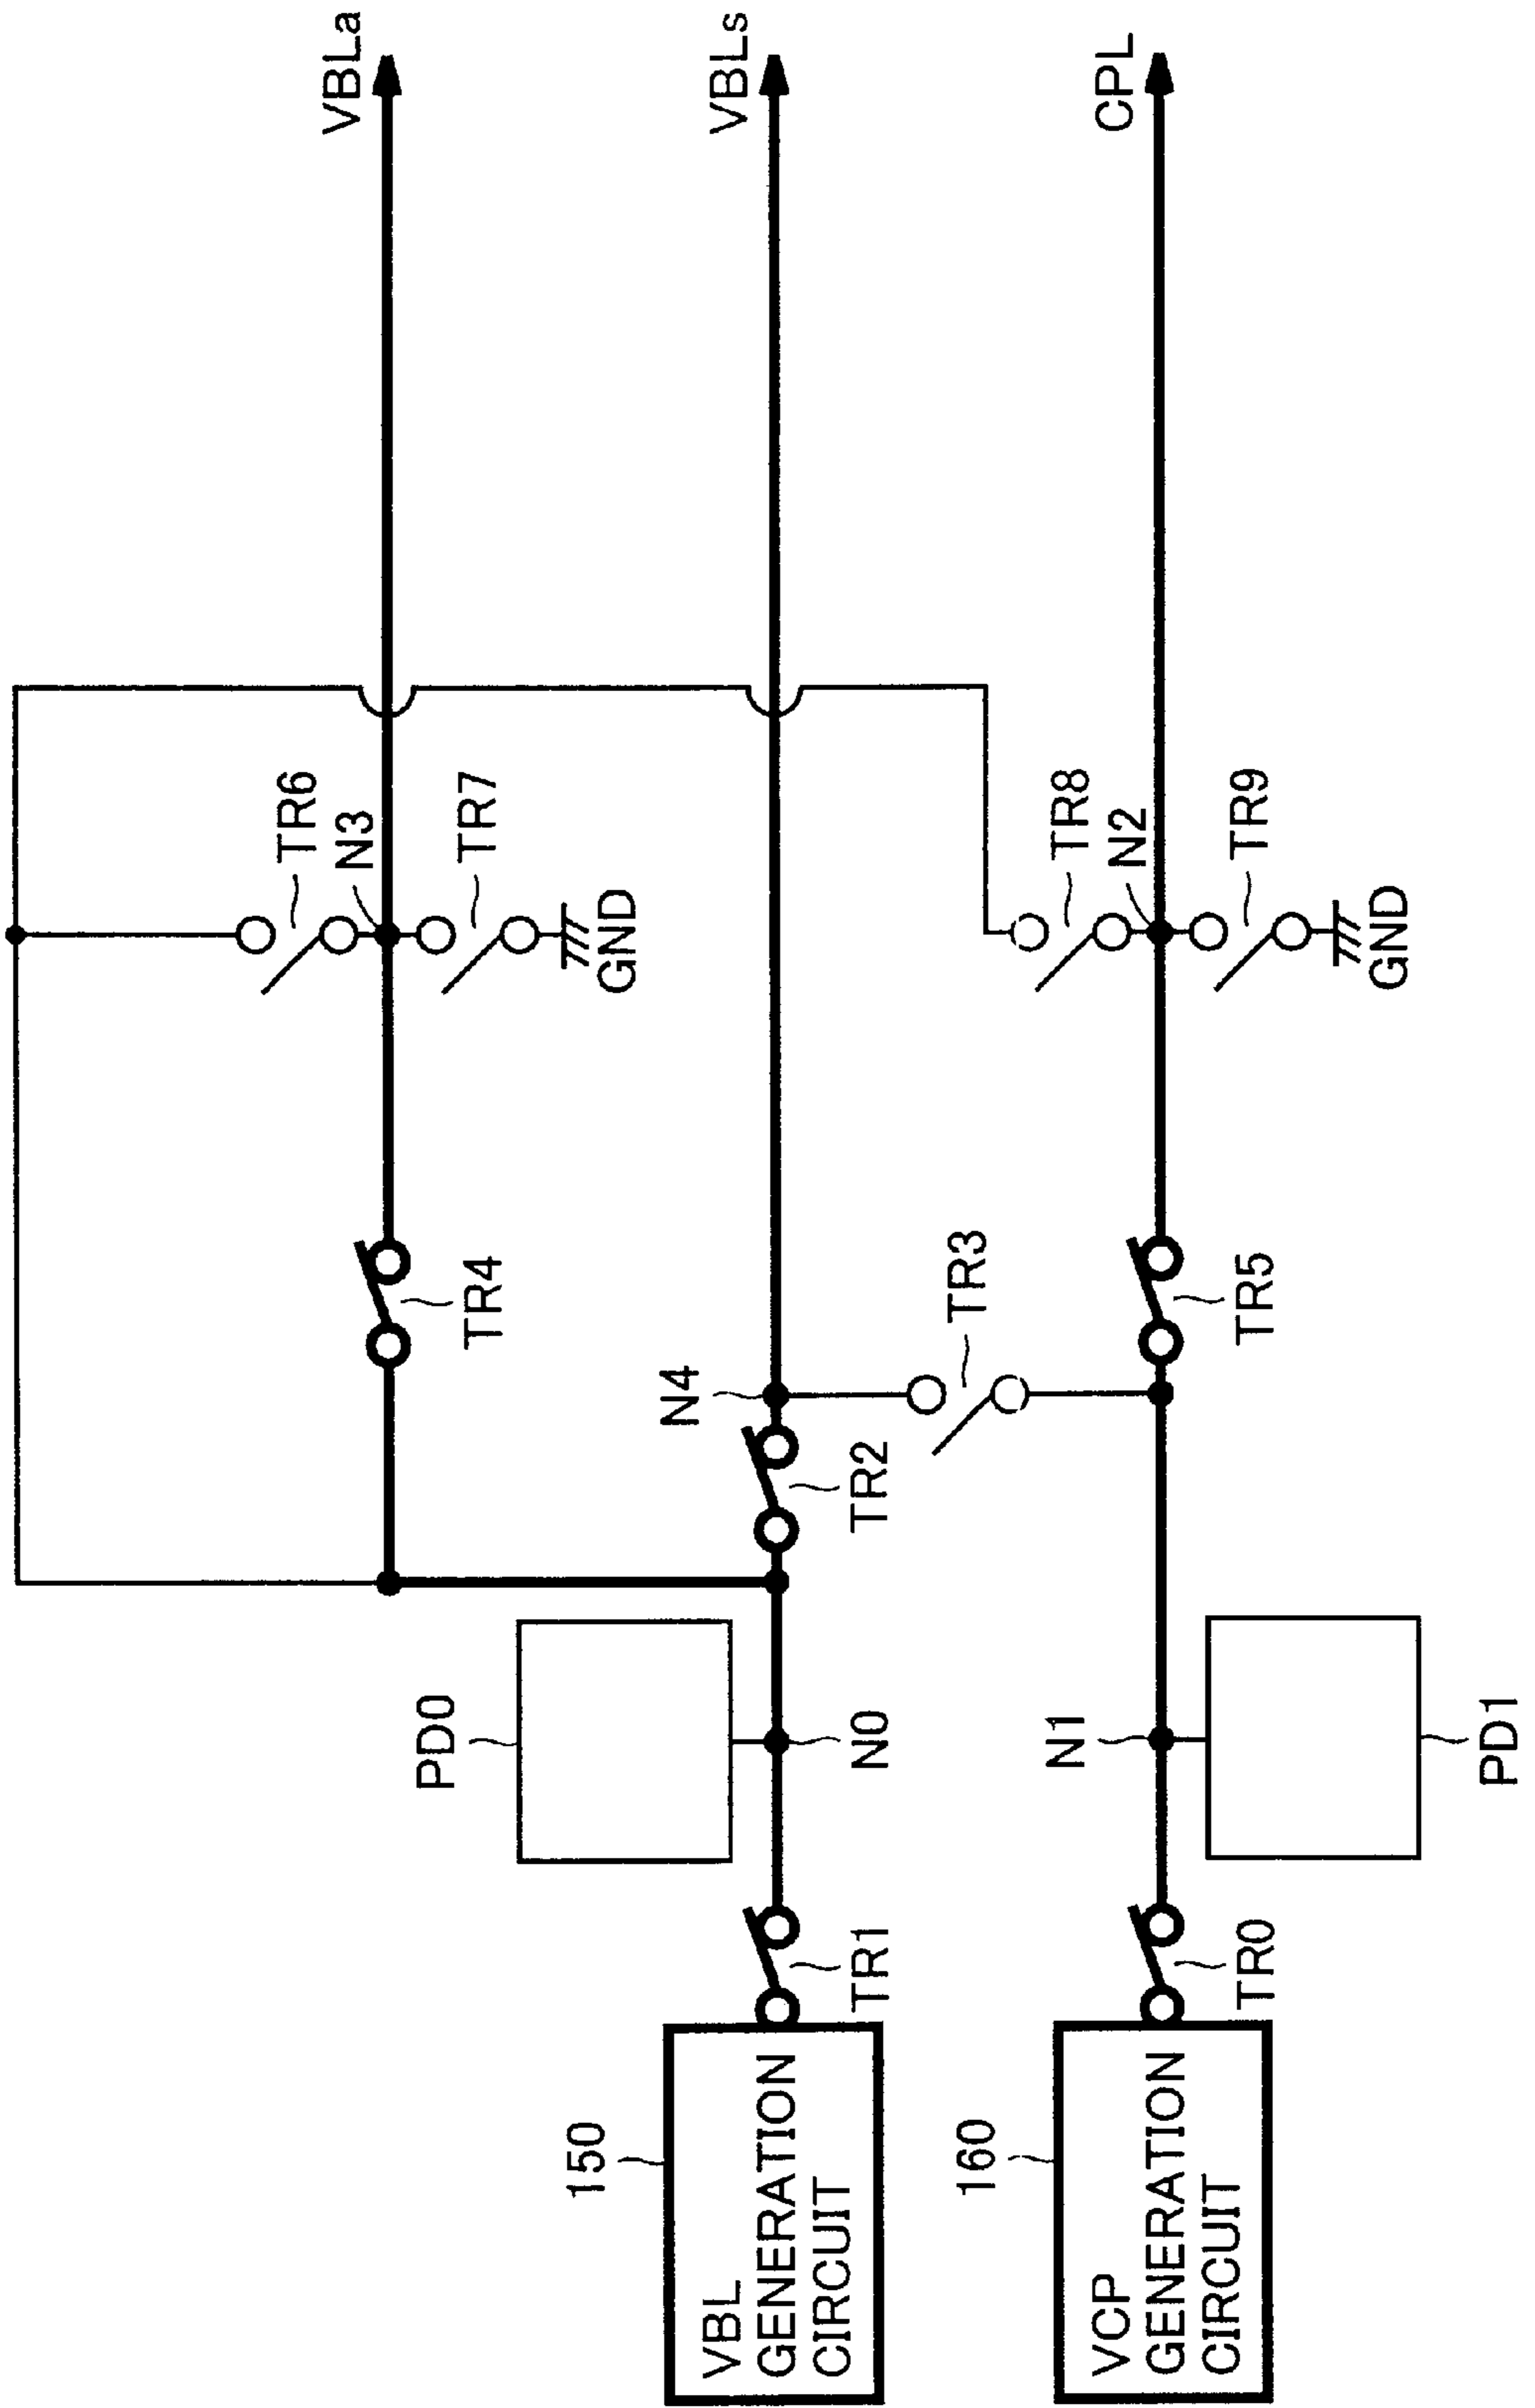 VBLa
VBLs
CPL
TR6
N3
TR7
GND
TR8
N2
TR9
GND
TR4
N4
TR3
TR5
TR2
PD0
N0
N1
PD1
TR1
TR0
150
VBL
GENERATION
CIRCUIT
160
VCP
GENERATION
CIRCUIT